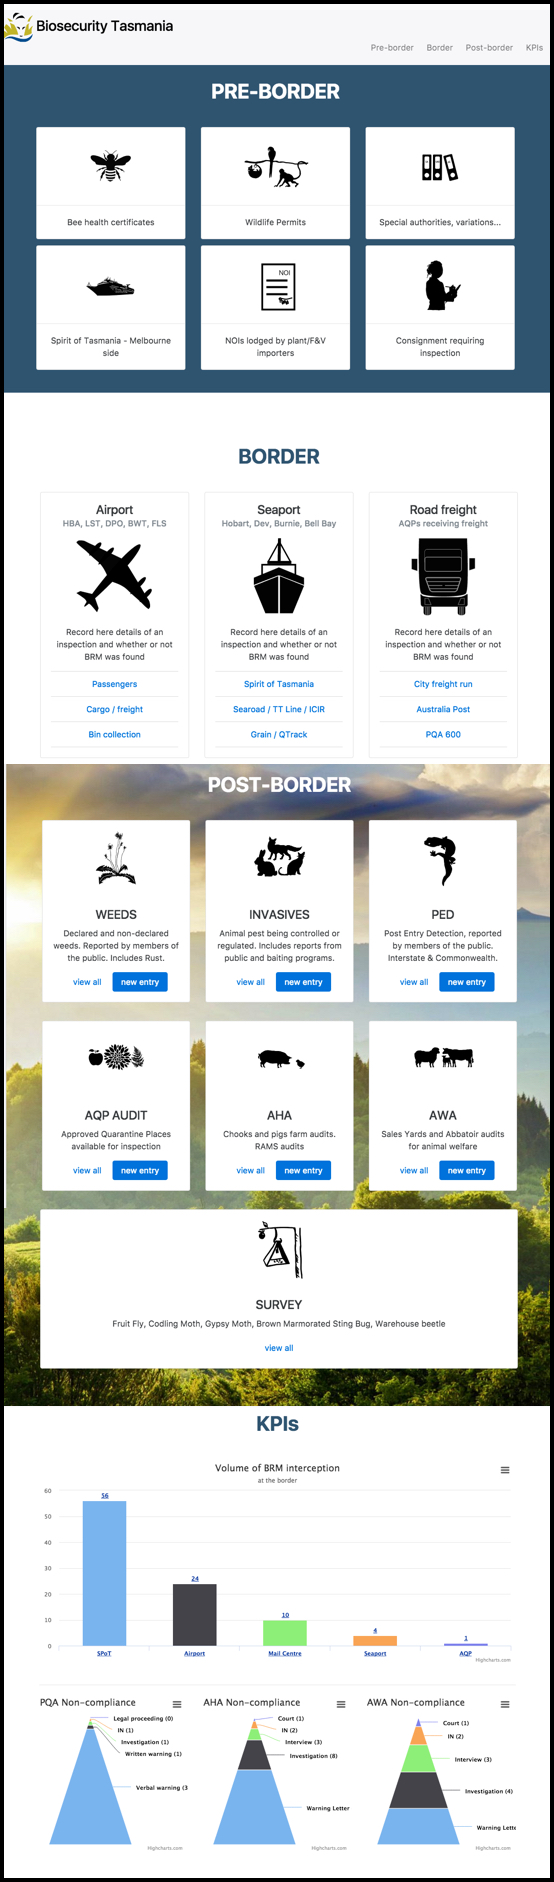 Biosecurity Tasmania
Pre-border Border Post-border KPIs
PRE-BORDER
Bee health certificates
Wildlife Permits
Special authorities, variations...
NOI
Spirit of Tasmania - Melbourne
side
NOIs lodged by plant/F&V
importers
Consignment requiring
inspection
BORDER
Airport
HBA, LST, DPO, BWT, FLS
Record here details of an
inspection and whether or not
BRM was found
Passengers
Cargo / freight
Bin collection
Seaport
Hobart, Dev, Burnie, Bell Bay
Record here details of an
inspection and whether or not
BRM was found
Spirit of Tasmania
Searoad / TT Line / ICIR
Grain / QTrack
Road freight
AQPs receiving freight
Record here details of an
inspection and whether or not
BRM was found
City freight run
Australia Post
PQA 600
POST-BORDER
WEEDS
Declared and non-declared
weeds. Reported by members of
the public. Includes Rust.
view all new entry
INVASIVES
Animal pest being controlled or
regulated. Includes reports from
public and baiting programs.
view all new entry
PED
Post Entry Detection, reported
by members of the public.
Interstate & Commonwealth.
view all new entry
AQP AUDIT
Approved Quarantine Places
available for inspection
view all new entry
AHA
Chooks and pigs farm audits.
RAMS audits
view all new entry
AWA
Sales Yards and Abbatoir audits
for animal welfare
view all new entry
SURVEY
Fruit Fly, Codling Moth, Gypsy Moth, Brown Marmorated Sting Bug, Warehouse beetle
view all
KPIs
Volume of BRM interception
at the border
60
50
40
30
20
10
0
56
24
10
4
1
SPoT Airport Mail Centre Seaport AQP
Highcharts.com
PQA Non-compliance
Legal proceeding (0)
IN (1)
Investigation (1)
Written warning (1)
Verbal warning (3
Highcharts.com
AHA Non-compliance
Court (1)
IN (2)
Interview (3)
Investigation (8)
Warning Letter
Highcharts.com
AWA Non-compliance
Court (1)
IN (2)
Interview (3)
Investigation (4)
Warning Lette
Highcharts.com